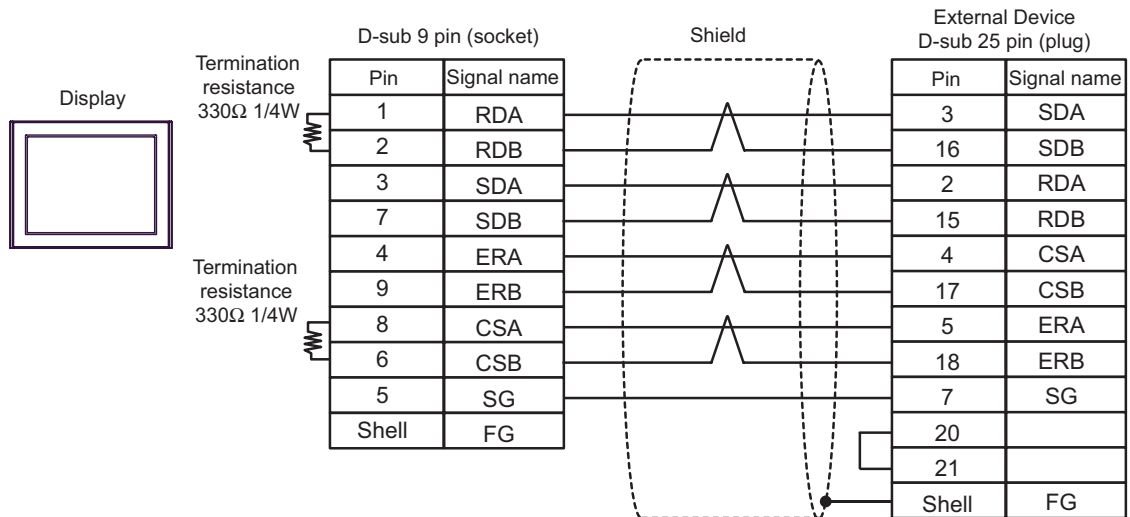 External Device
D-sub 9 pin (socket)
Shield
D-sub 25 pin (plug)
Display
Termination
resistance
330Ω 1/4W
Termination
resistance
330Ω 1/4W
Pin Signal name
1 RDA
2 RDB
3 SDA
7 SDB
4 ERA
9 ERB
8 CSA
6 CSB
5 SG
Shell FG
Pin Signal name
3 SDA
16 SDB
2 RDA
15 RDB
4 CSA
17 CSB
5 ERA
18 ERB
7 SG
20
21
Shell FG